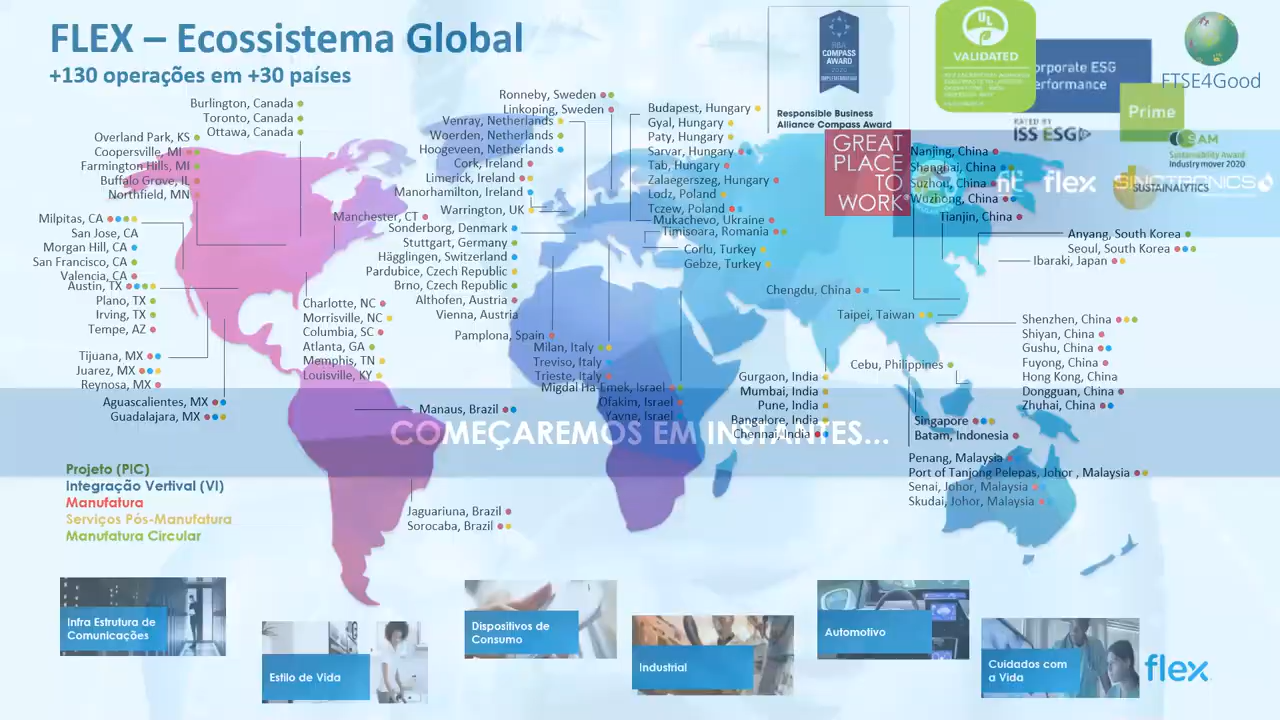 FLEX – Ecossistema Global
+130 operações em +30 países
Burlington, Canada
Toronto, Canada
Ottawa, Canada
Overland Park, KS
Coopersville, MI
Farmington Hills, MI
Buffalo Grove, IL
Northfield, MN
Milpitas, CA
San Jose, CA
Morgan Hill, CA
San Francisco, CA
Valencia, CA
Austin, TX
Plano, TX
Irving, TX
Tempe, AZ
Tijuana, MX
Juarez, MX
Reynosa, MX
Aguascalientes, MX
Guadalajara, MX
Manchester, CT
Charlotte, NC
Morrisville, NC
Columbia, SC
Atlanta, GA
Memphis, TN
Louisville, KY
Manaus, Brazil
Jaguariuna, Brazil
Sorocaba, Brazil
Ronneby, Sweden
Linkoping, Sweden
Venray, Netherlands
Woerden, Netherlands
Hoogeveen, Netherlands
Cork, Ireland
Limerick, Ireland
Manorhamilton, Ireland
Warrington, UK
Sonderborg, Denmark
Stuttgart, Germany
Hägglingen, Switzerland
Pardubice, Czech Republic
Brno, Czech Republic
Althofen, Austria
Vienna, Austria
Pamplona, Spain
Milan, Italy
Treviso, Italy
Trieste, Italy
Migdal Ha-Emek, Israel
Ofakim, Israel
Yavne, Israel
Budapest, Hungary
Gyal, Hungary
Paty, Hungary
Sarvar, Hungary
Tab, Hungary
Zalaegerszeg, Hungary
Lodz, Poland
Tczew, Poland
Mukachevo, Ukraine
Timisoara, Romania
Corlu, Turkey
Gebze, Turkey
Gurgaon, India
Mumbai, India
Pune, India
Bangalore, India
Chennai, India
Nanjing, China
Shanghai, China
Suzhou, China
Wuzhong, China
Tianjin, China
Anyang, South Korea
Seoul, South Korea
Ibaraki, Japan
Chengdu, China
Taipei, Taiwan
Shenzhen, China
Shiyan, China
Gushu, China
Fuyong, China
Hong Kong, China
Dongguan, China
Zhuhai, China
Cebu, Philippines
Singapore
Batam, Indonesia
Penang, Malaysia
Port of Tanjong Pelepas, Johor , Malaysia
Senai, Johor, Malaysia
Skudai, Johor, Malaysia
COMEÇAREMOS EM INSTANTES...
Projeto (PIC)
Integração Vertival (VI)
Manufatura
Serviços Pós-Manufatura
Manufatura Circular
Infra Estrutura de
Comunicações
Estilo de Vida
Dispositivos de
Consumo
Industrial
Automotivo
Cuidados com
a Vida
flex
RBA
COMPASS
AWARD
Responsible Business
Alliance Compass Award
UL
VALIDATED
orporate ESG
erformance
Prime
RATED BY
ISS ESG
FTSE4Good
SAM
Sustainability Award
Industry mover 2020
GREAT
PLACE
TO
WORK®
flex
SINCTRONICS
SUSTAINALYTICS